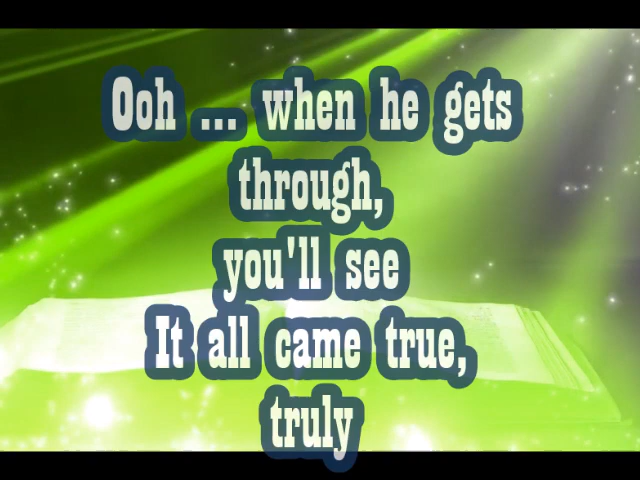 Ooh ... when he gets
through,
you'll see
It all came true,
truly